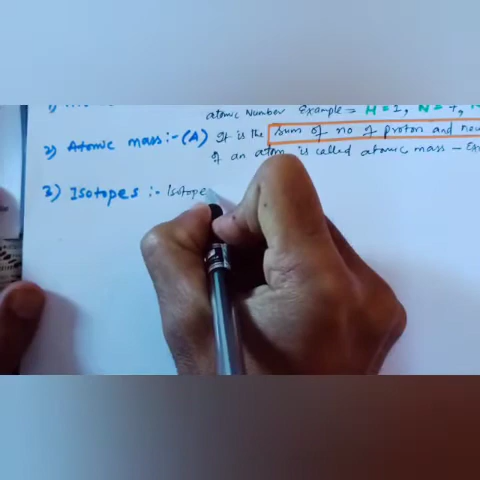 atomic Number Example = H = 1, N = 7,
2) Atomic mass :- (A) It is the sum of no of proton and neu
of an atom is called atomic mass - Ex
3) Isotopes :- Isotope